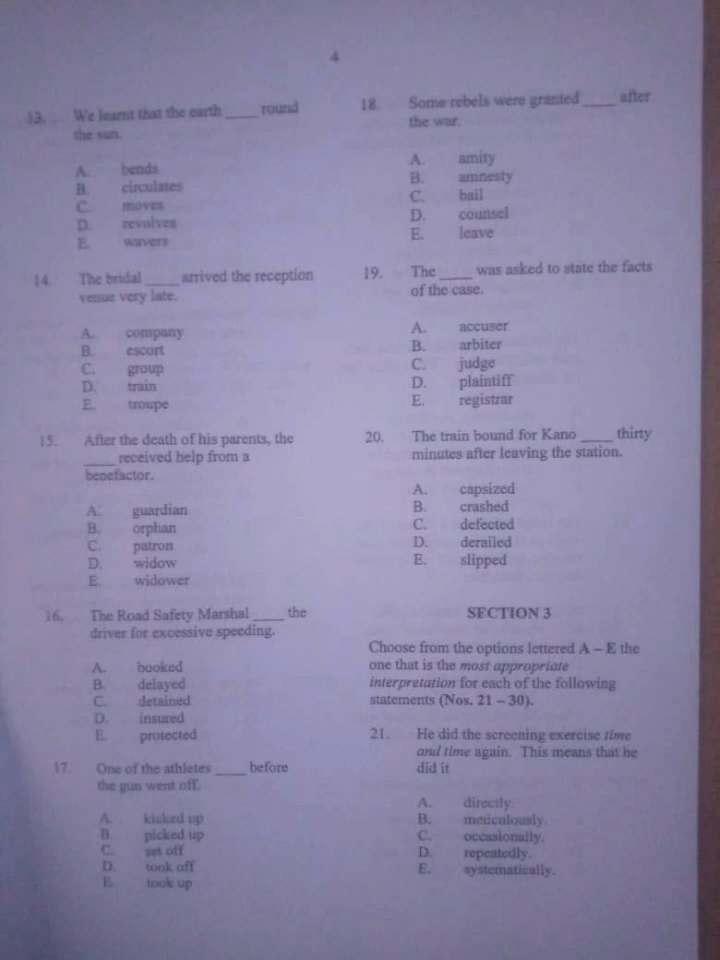 4
13. We learnt that the earth ____ round
the sun.
A. bends
B. circulates
C. moves
D. revolves
E. wavers
14. The bridal ____ arrived the reception
venue very late.
A. company
B. escort
C. group
D. train
E. troupe
15. After the death of his parents, the
____ received help from a
benefactor.
A. guardian
B. orphan
C. patron
D. widow
E. widower
16. The Road Safety Marshal ____ the
driver for excessive speeding.
A. booked
B. delayed
C. detained
D. insured
E. protected
17. One of the athletes ____ before
the gun went off.
A. kicked up
B. picked up
C. set off
D. took off
E. took up
18. Some rebels were granted ____ after
the war.
A. amity
B. amnesty
C. bail
D. counsel
E. leave
19. The ____ was asked to state the facts
of the case.
A. accuser
B. arbiter
C. judge
D. plaintiff
E. registrar
20. The train bound for Kano ____ thirty
minutes after leaving the station.
A. capsized
B. crashed
C. defected
D. derailed
E. slipped
SECTION 3
Choose from the options lettered A – E the
one that is the most appropriate
interpretation for each of the following
statements (Nos. 21 – 30).
21. He did the screening exercise time
and time again. This means that he
did it
A. directly.
B. meticulously.
C. occasionally.
D. repeatedly.
E. systematically.